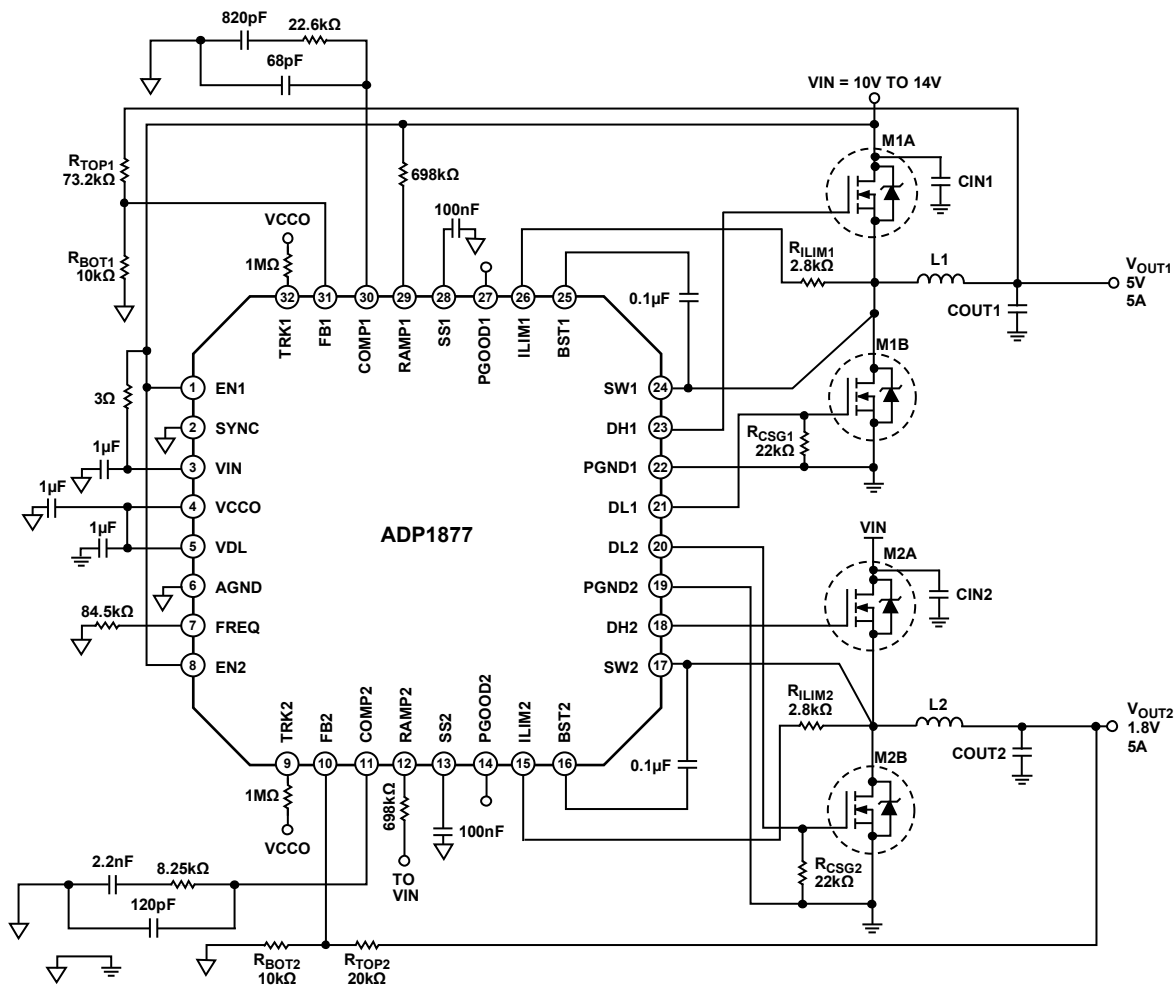 820pF
22.6kΩ
68pF
VIN = 10V TO 14V
M1A
CIN1
RTOP1
73.2kΩ
698kΩ
VCCO
1MΩ
100nF
RBOT1
10kΩ
RILIM1
2.8kΩ
L1
VOUT1
5V
5A
COUT1
0.1µF
32
31
30
29
28
27
26
25
TRK1
FB1
COMP1
RAMP1
SS1
PGOOD1
ILIM1
BST1
M1B
RCSG1
22kΩ
3Ω
1µF
1µF
1µF
84.5kΩ
1
EN1
2
SYNC
3
VIN
4
VCCO
5
VDL
6
AGND
7
FREQ
8
EN2
ADP1877
SW1
24
DH1
23
PGND1
22
DL1
21
DL2
20
PGND2
19
DH2
18
SW2
17
VIN
M2A
CIN2
TRK2
FB2
COMP2
RAMP2
SS2
PGOOD2
ILIM2
BST2
9
10
11
12
13
14
15
16
RILIM2
2.8kΩ
L2
VOUT2
1.8V
5A
COUT2
M2B
0.1µF
1MΩ
VCCO
698kΩ
TO
VIN
100nF
RCSG2
22kΩ
2.2nF
8.25kΩ
120pF
RBOT2
10kΩ
RTOP2
20kΩ